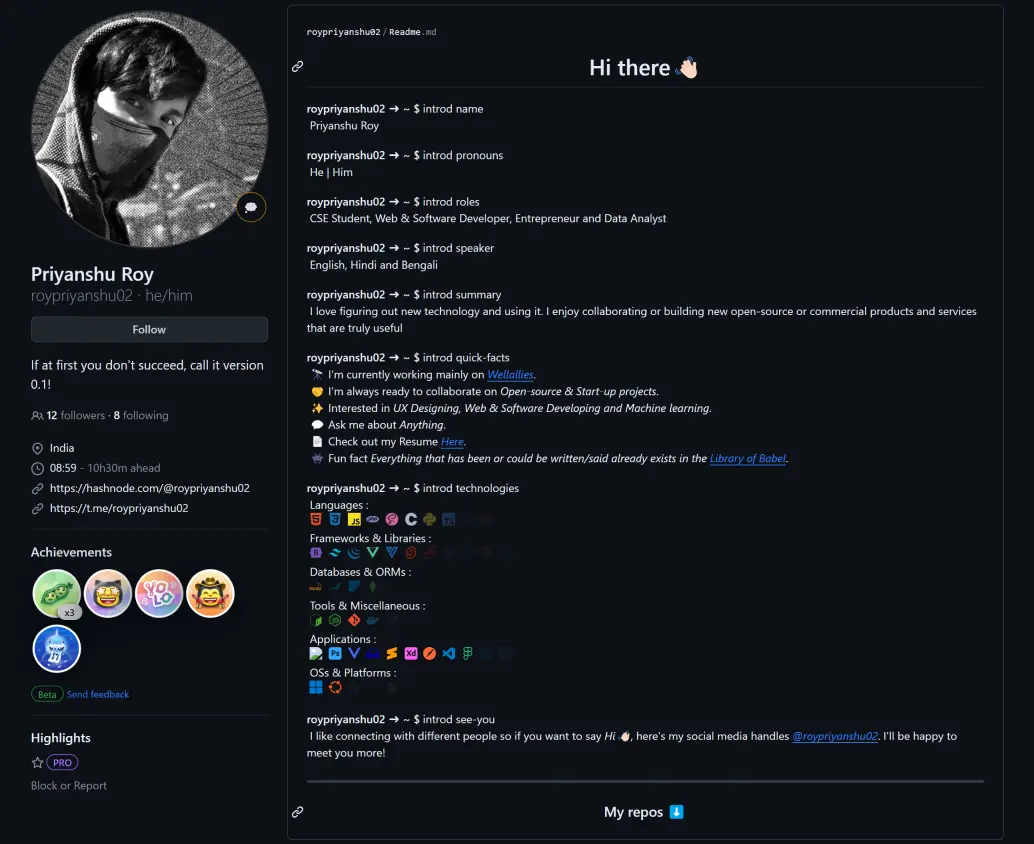 Priyanshu Roy
roypriyanshu02 · he/him
Follow
If at first you don't succeed, call it version
0.1!
12 followers · 8 following
India
08:59 - 10h30m ahead
https://hashnode.com/@roypriyanshu02
https://t.me/roypriyanshu02
Achievements
x3
YOLO
Beta Send feedback
Highlights
PRO
Block or Report
roypriyanshu02 / Readme.md
Hi there 👋🏻
roypriyanshu02 ➜ ~ $ introd name
Priyanshu Roy
roypriyanshu02 ➜ ~ $ introd pronouns
He | Him
roypriyanshu02 ➜ ~ $ introd roles
CSE Student, Web & Software Developer, Entrepreneur and Data Analyst
roypriyanshu02 ➜ ~ $ introd speaker
English, Hindi and Bengali
roypriyanshu02 ➜ ~ $ introd summary
I love figuring out new technology and using it. I enjoy collaborating or building new open-source or commercial products and services
that are truly useful
roypriyanshu02 ➜ ~ $ introd quick-facts
🔭 I'm currently working mainly on Wellallies.
🤝 I'm always ready to collaborate on Open-source & Start-up projects.
✨ Interested in UX Designing, Web & Software Developing and Machine learning.
💬 Ask me about Anything.
📄 Check out my Resume Here.
👾 Fun fact Everything that has been or could be written/said already exists in the Library of Babel.
roypriyanshu02 ➜ ~ $ introd technologies
Languages :
JS php C TS
Frameworks & Libraries :
B
Databases & ORMs :
Tools & Miscellaneous :
Applications :
Ps Xd
OSs & Platforms :
roypriyanshu02 ➜ ~ $ introd see-you
I like connecting with different people so if you want to say Hi 👋🏻, here's my social media handles @roypriyanshu02. I'll be happy to
meet you more!
My repos ⬇️